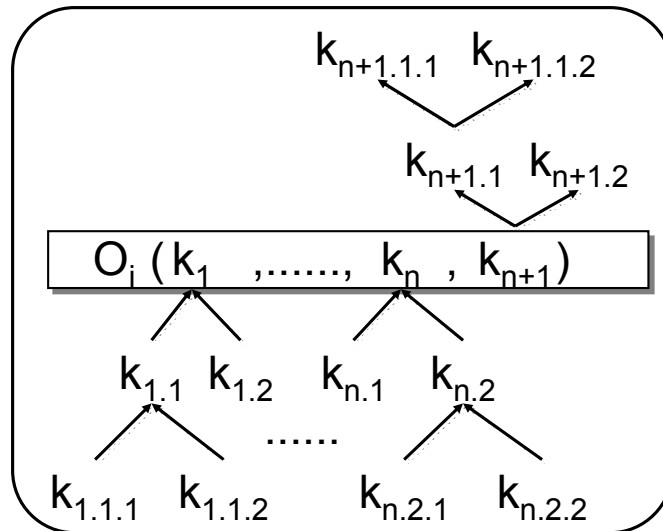 kₙ₊₁.₁.₁ kₙ₊₁.₁.₂
kₙ₊₁.₁ kₙ₊₁.₂
Oᵢ (k₁ ,......, kₙ , kₙ₊₁)
k₁.₁ k₁.₂ kₙ.₁ kₙ.₂
......
k₁.₁.₁ k₁.₁.₂ kₙ.₂.₁ kₙ.₂.₂